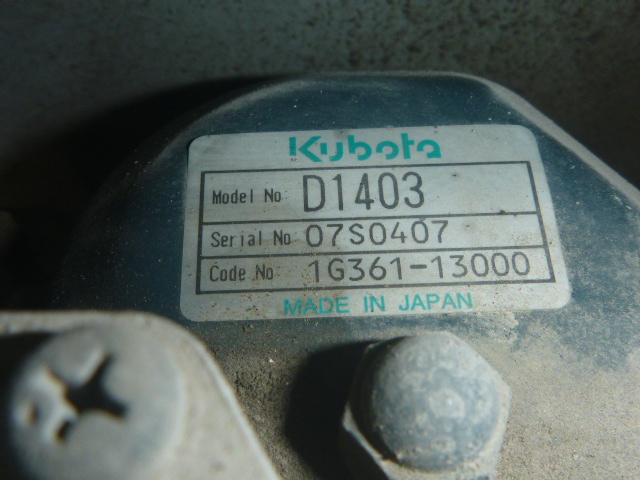 Kubota
Model No D1403
Serial No 07S0407
Code No 1G361-13000
MADE IN JAPAN